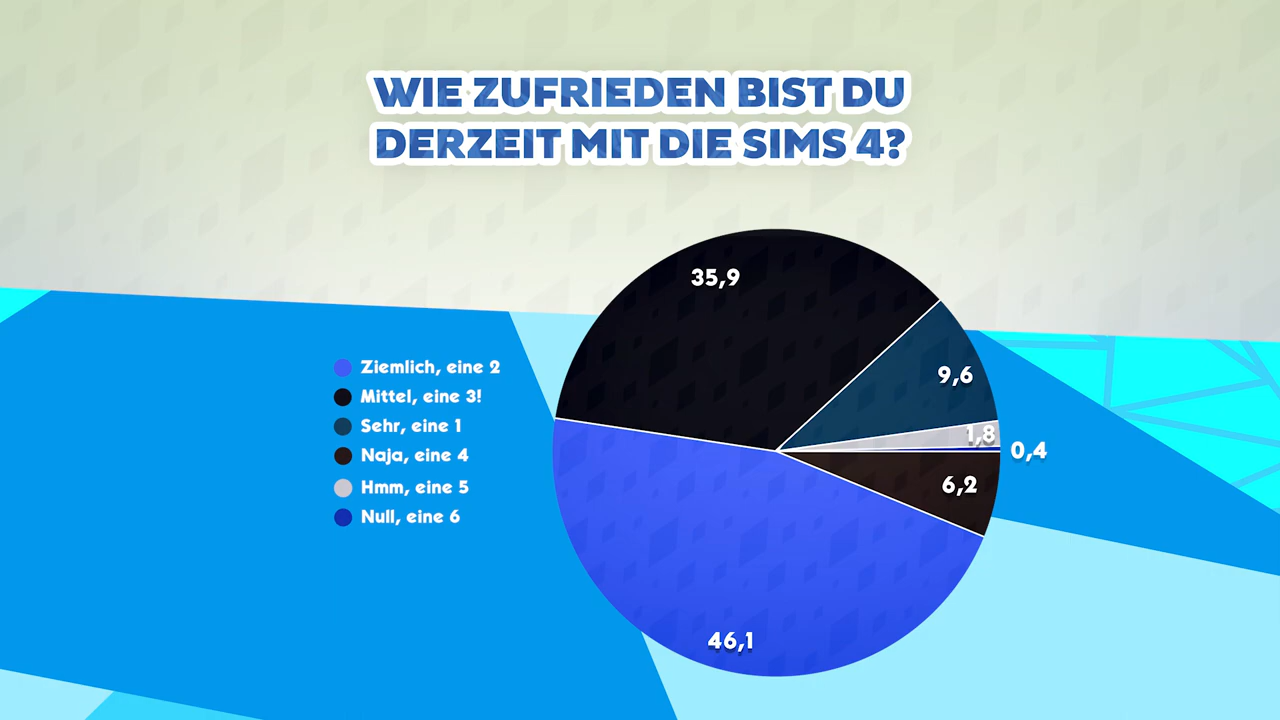 WIE ZUFRIEDEN BIST DU
DERZEIT MIT DIE SIMS 4?
35,9
9,6
1,8
0,4
6,2
46,1
Ziemlich, eine 2
Mittel, eine 3!
Sehr, eine 1
Naja, eine 4
Hmm, eine 5
Null, eine 6